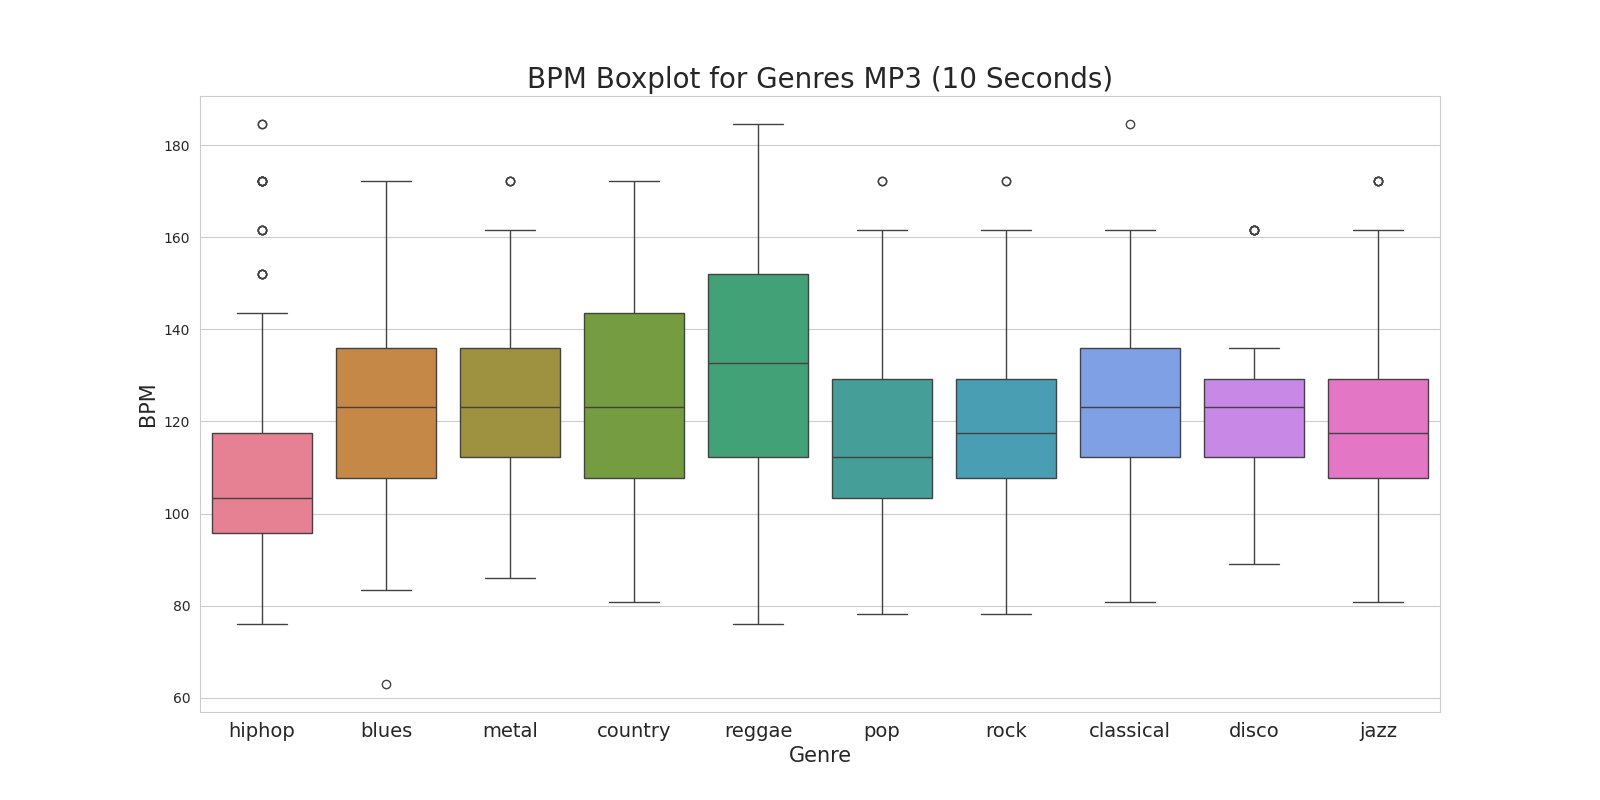 BPM Boxplot for Genres MP3 (10 Seconds)
180
160
140
120
100
80
60
BPM
hiphop blues metal country reggae pop rock classical disco jazz
Genre